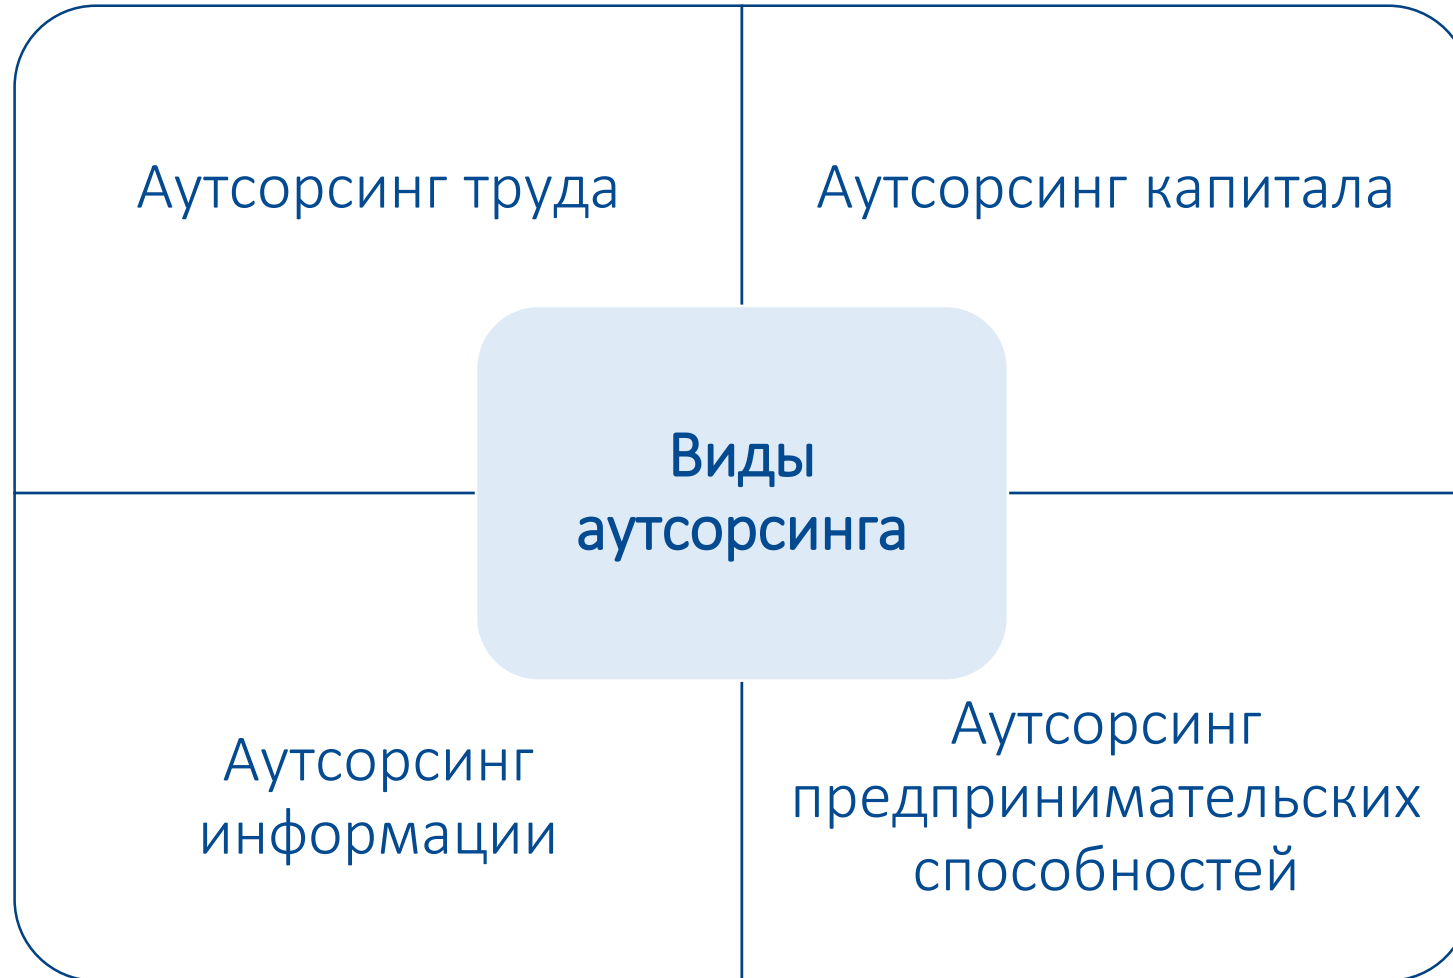 Аутсорсинг труда
Аутсорсинг капитала
Виды
аутсорсинга
Аутсорсинг
информации
Аутсорсинг
предпринимательских
способностей